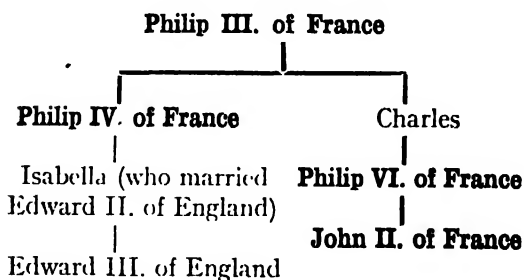 Philip III. of France
Philip IV. of France
Charles
Isabella (who married
Edward II. of England)
Philip VI. of France
John II. of France
Edward III. of England